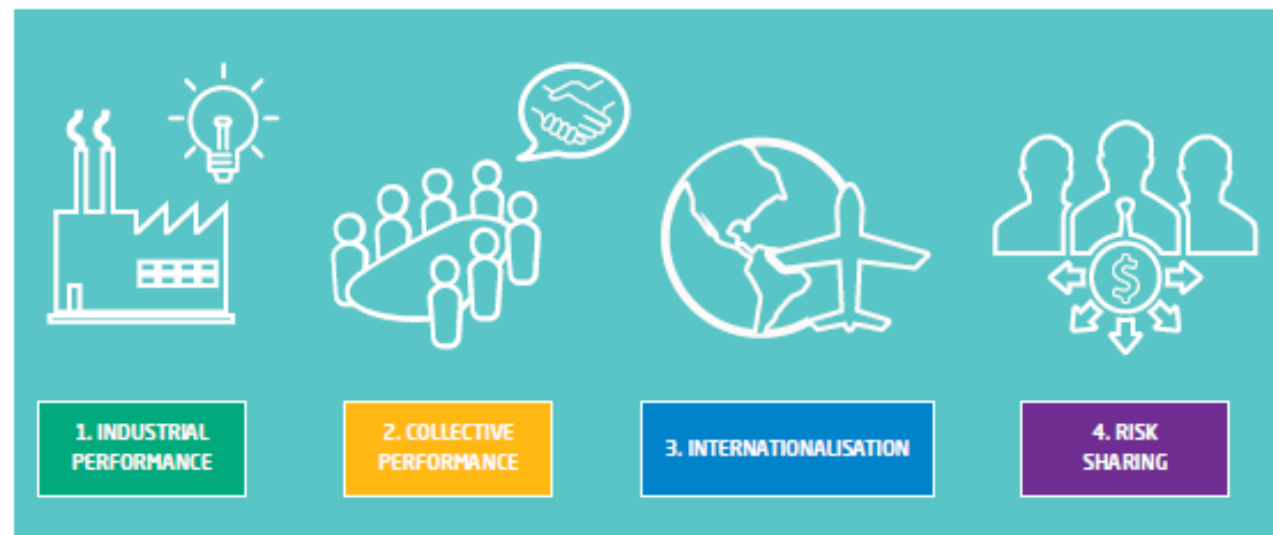 $
1. INDUSTRIAL
PERFORMANCE
2. COLLECTIVE
PERFORMANCE
3. INTERNATIONALISATION
4. RISK
SHARING